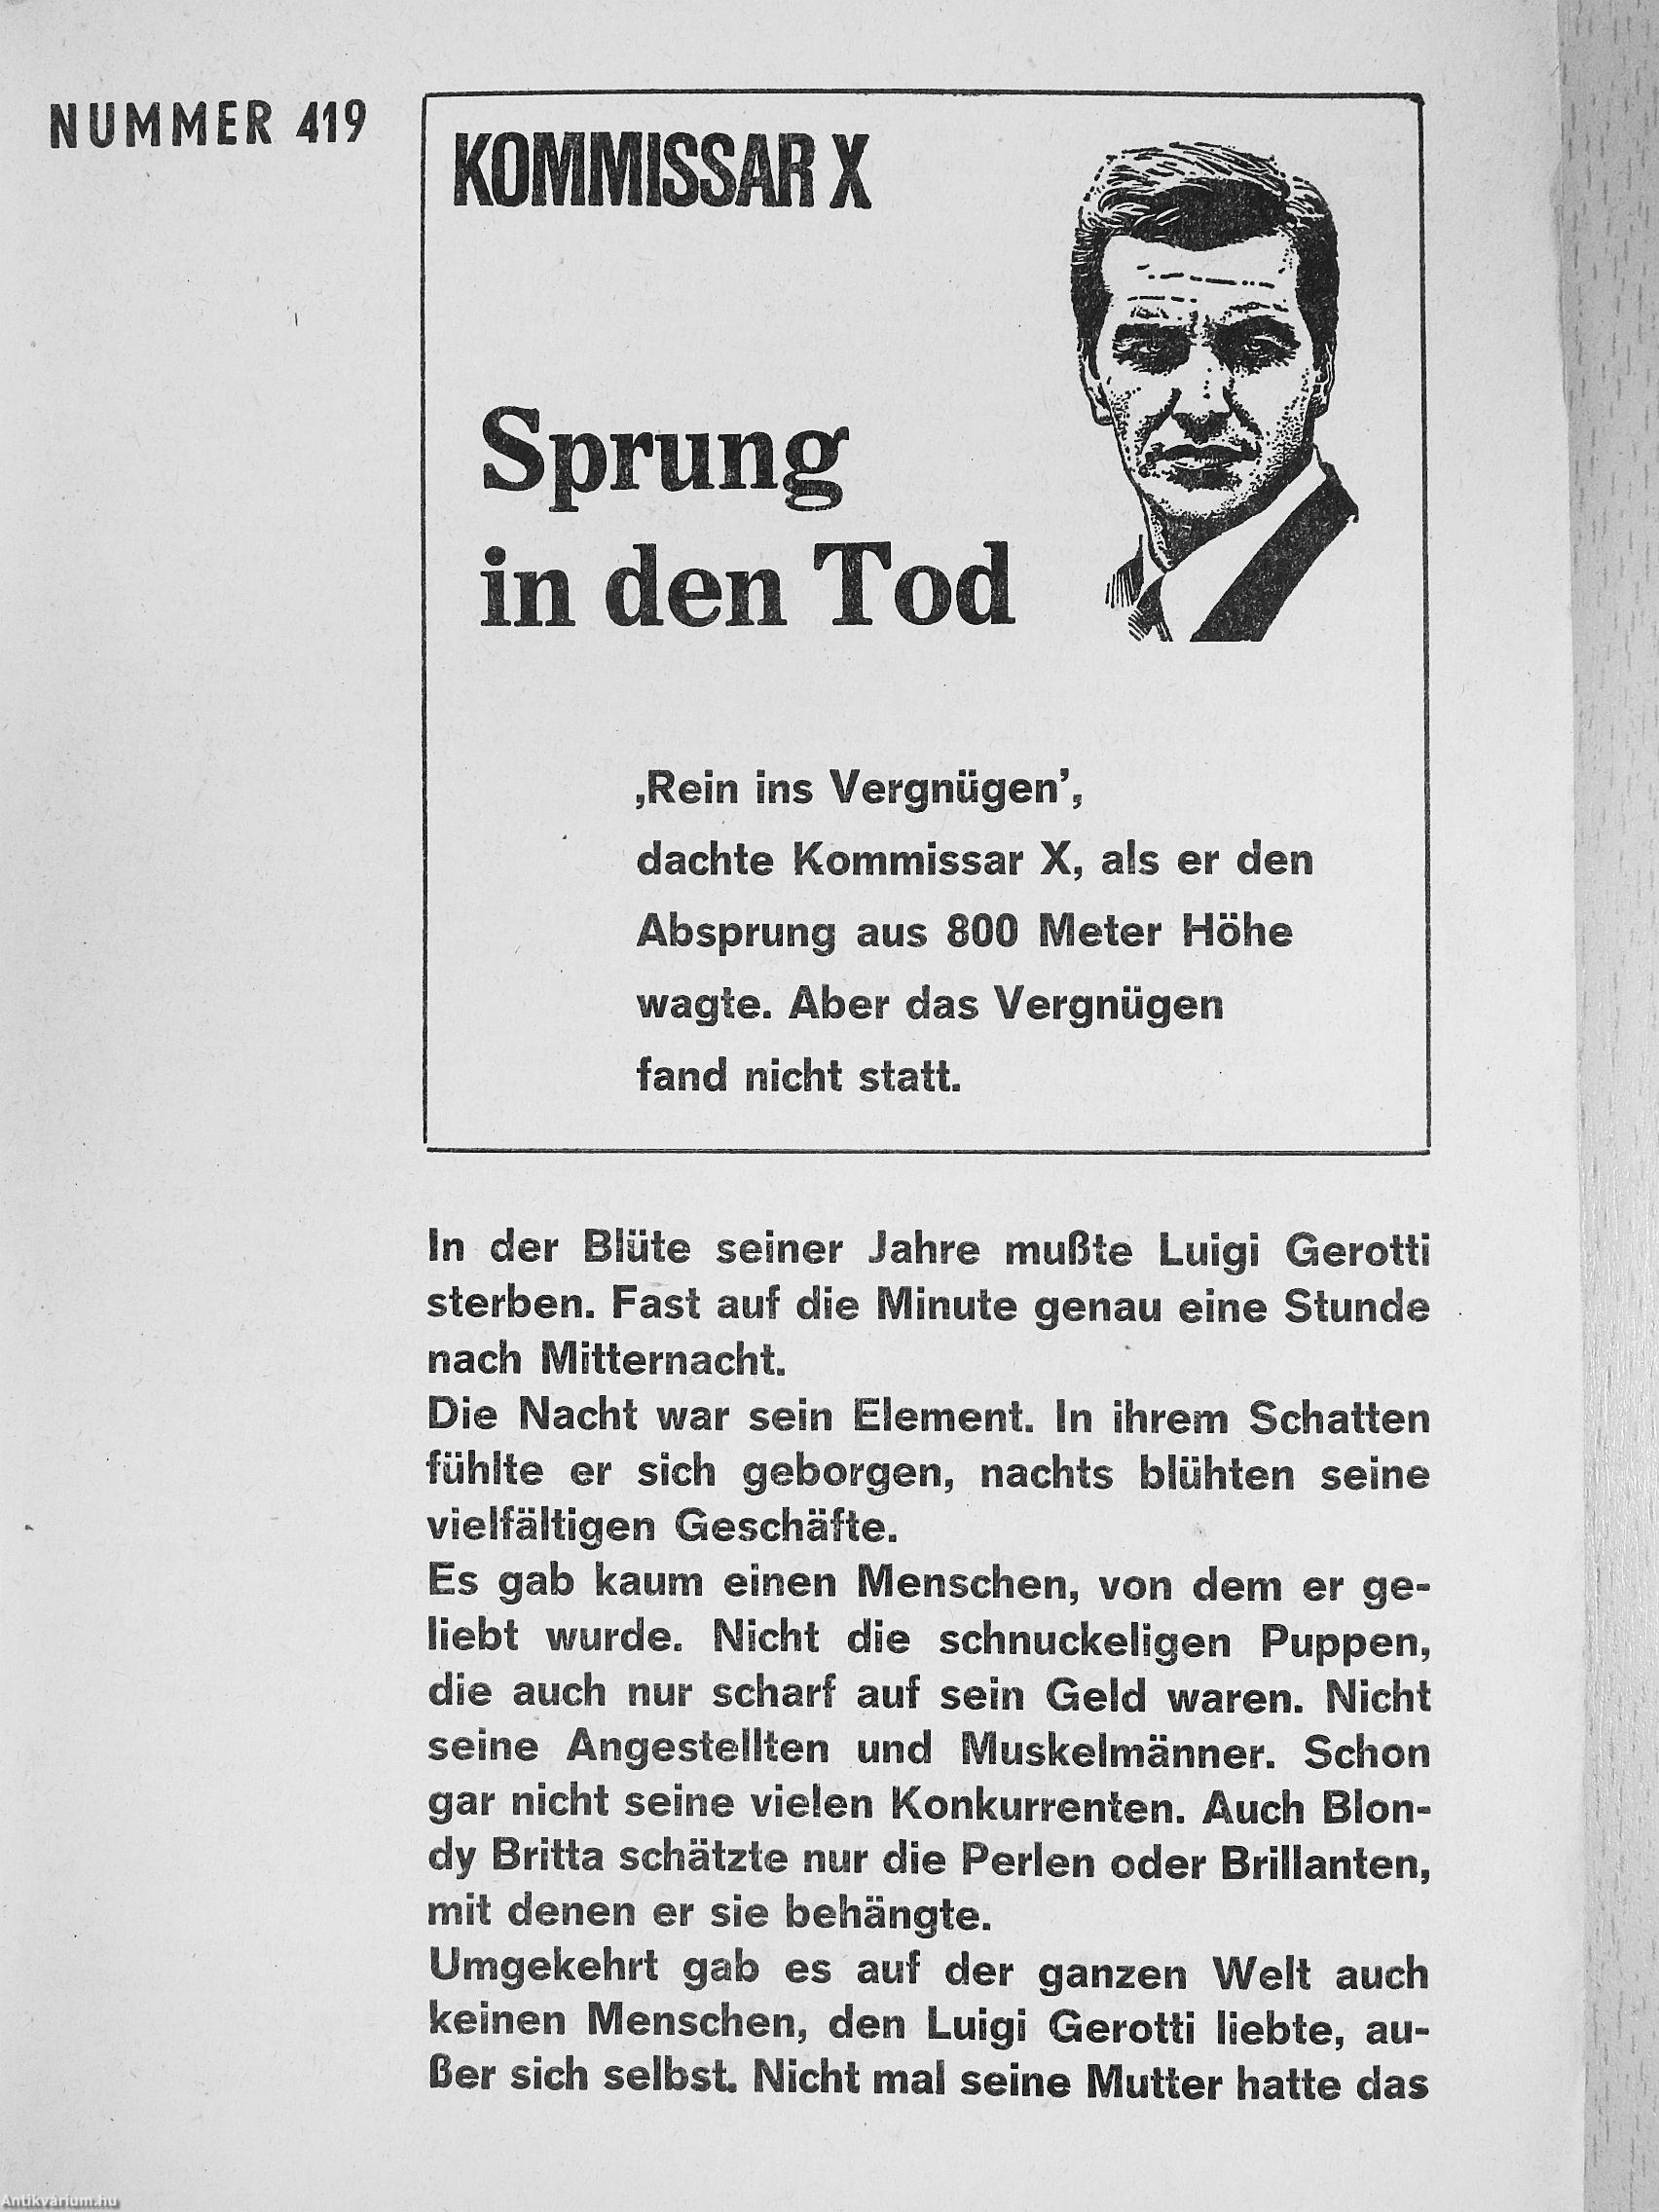 NUMMER 419
KOMMISSAR X
Sprung
in den Tod
‚Rein ins Vergnügen’,
dachte Kommissar X, als er den
Absprung aus 800 Meter Höhe
wagte. Aber das Vergnügen
fand nicht statt.
In der Blüte seiner Jahre mußte Luigi Gerotti
sterben. Fast auf die Minute genau eine Stunde
nach Mitternacht.
Die Nacht war sein Element. In ihrem Schatten
fühlte er sich geborgen, nachts blühten seine
vielfältigen Geschäfte.
Es gab kaum einen Menschen, von dem er ge-
liebt wurde. Nicht die schnuckeligen Puppen,
die auch nur scharf auf sein Geld waren. Nicht
seine Angestellten und Muskelmänner. Schon
gar nicht seine vielen Konkurrenten. Auch Blon-
dy Britta schätzte nur die Perlen oder Brillanten,
mit denen er sie behängte.
Umgekehrt gab es auf der ganzen Welt auch
keinen Menschen, den Luigi Gerotti liebte, au-
ßer sich selbst. Nicht mal seine Mutter hatte das
Antikvárium.hu